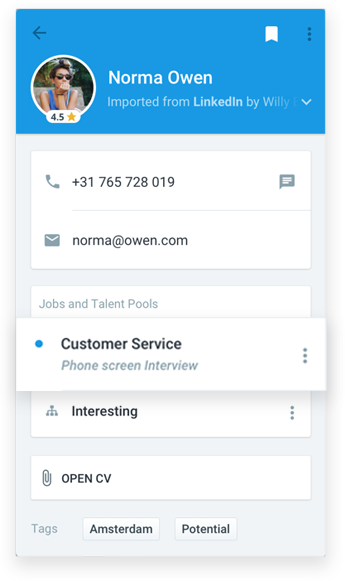 Norma Owen
Imported from LinkedIn by Willy
4.5
+31 765 728 019
norma@owen.com
Jobs and Talent Pools
Customer Service
Phone screen Interview
Interesting
OPEN CV
Tags
Amsterdam
Potential